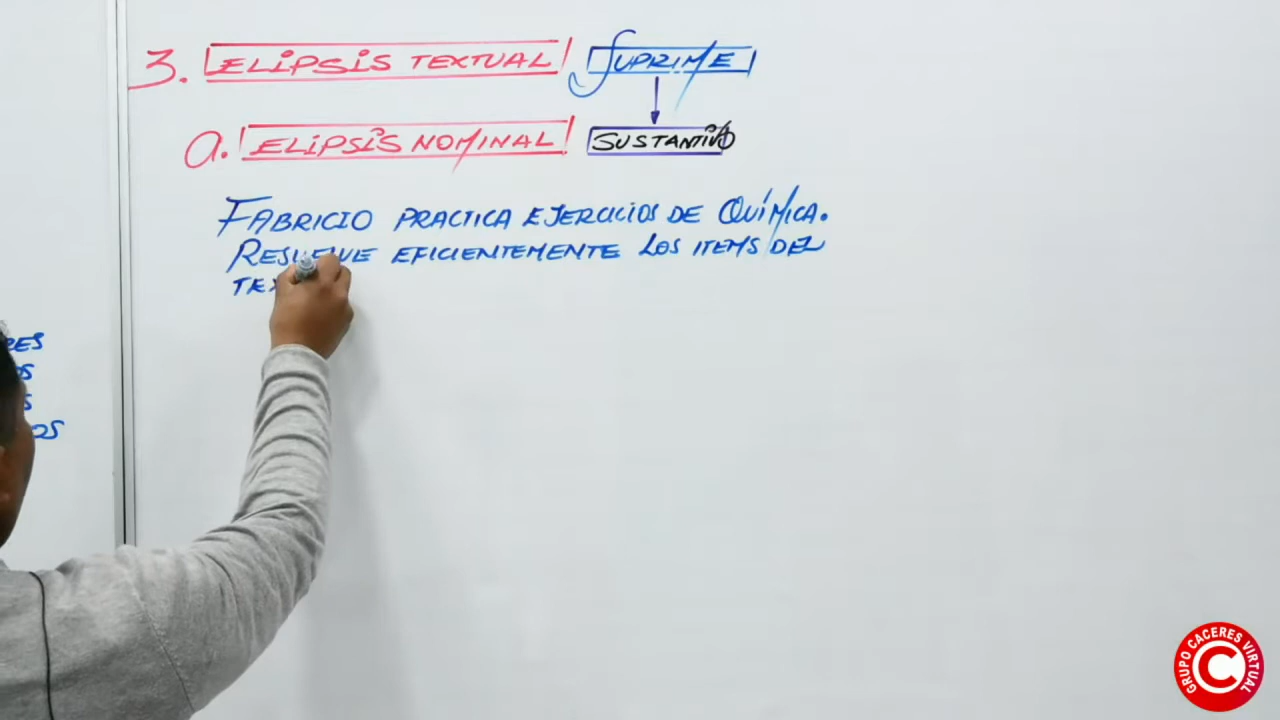 3. ELIPSIS TEXTUAL SUPRIME
a. ELIPSIS NOMINAL SUSTANTIVO
FABRICIO PRACTICA EJERCICIOS DE QUÍMICA.
RESUELVE EFICIENTEMENTE LOS ITEMS DEL
GRUPO CACERES VIRTUAL